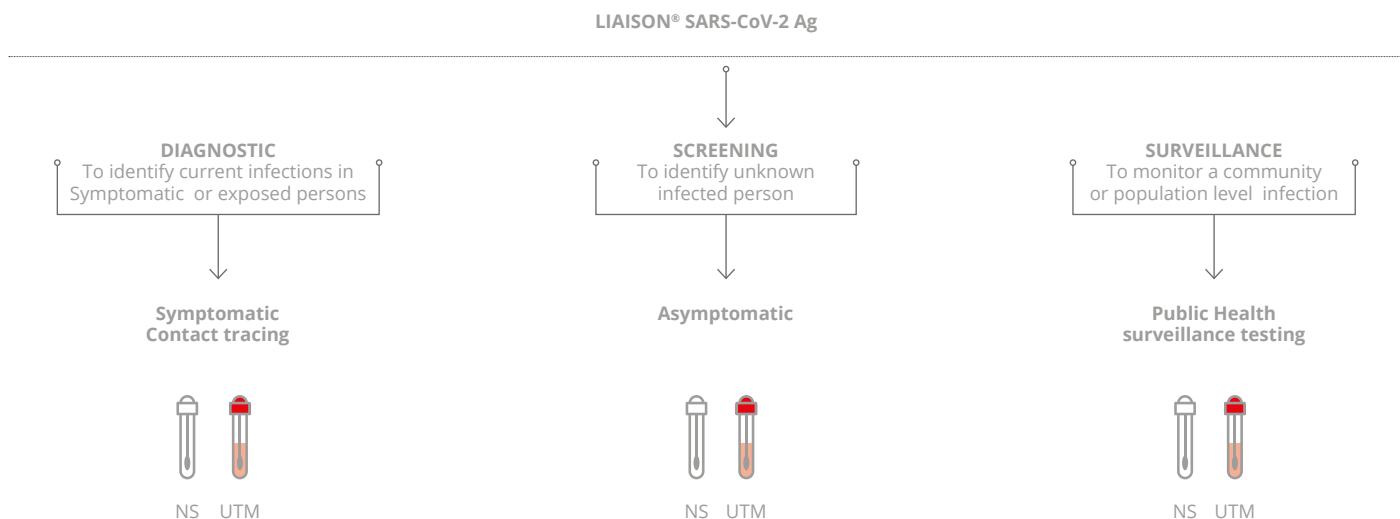 LIAISON® SARS-CoV-2 Ag
DIAGNOSTIC
To identify current infections in
Symptomatic or exposed persons
SCREENING
To identify unknown
infected person
SURVEILLANCE
To monitor a community
or population level infection
Symptomatic
Contact tracing
Asymptomatic
Public Health
surveillance testing
NS UTM
NS UTM
NS UTM